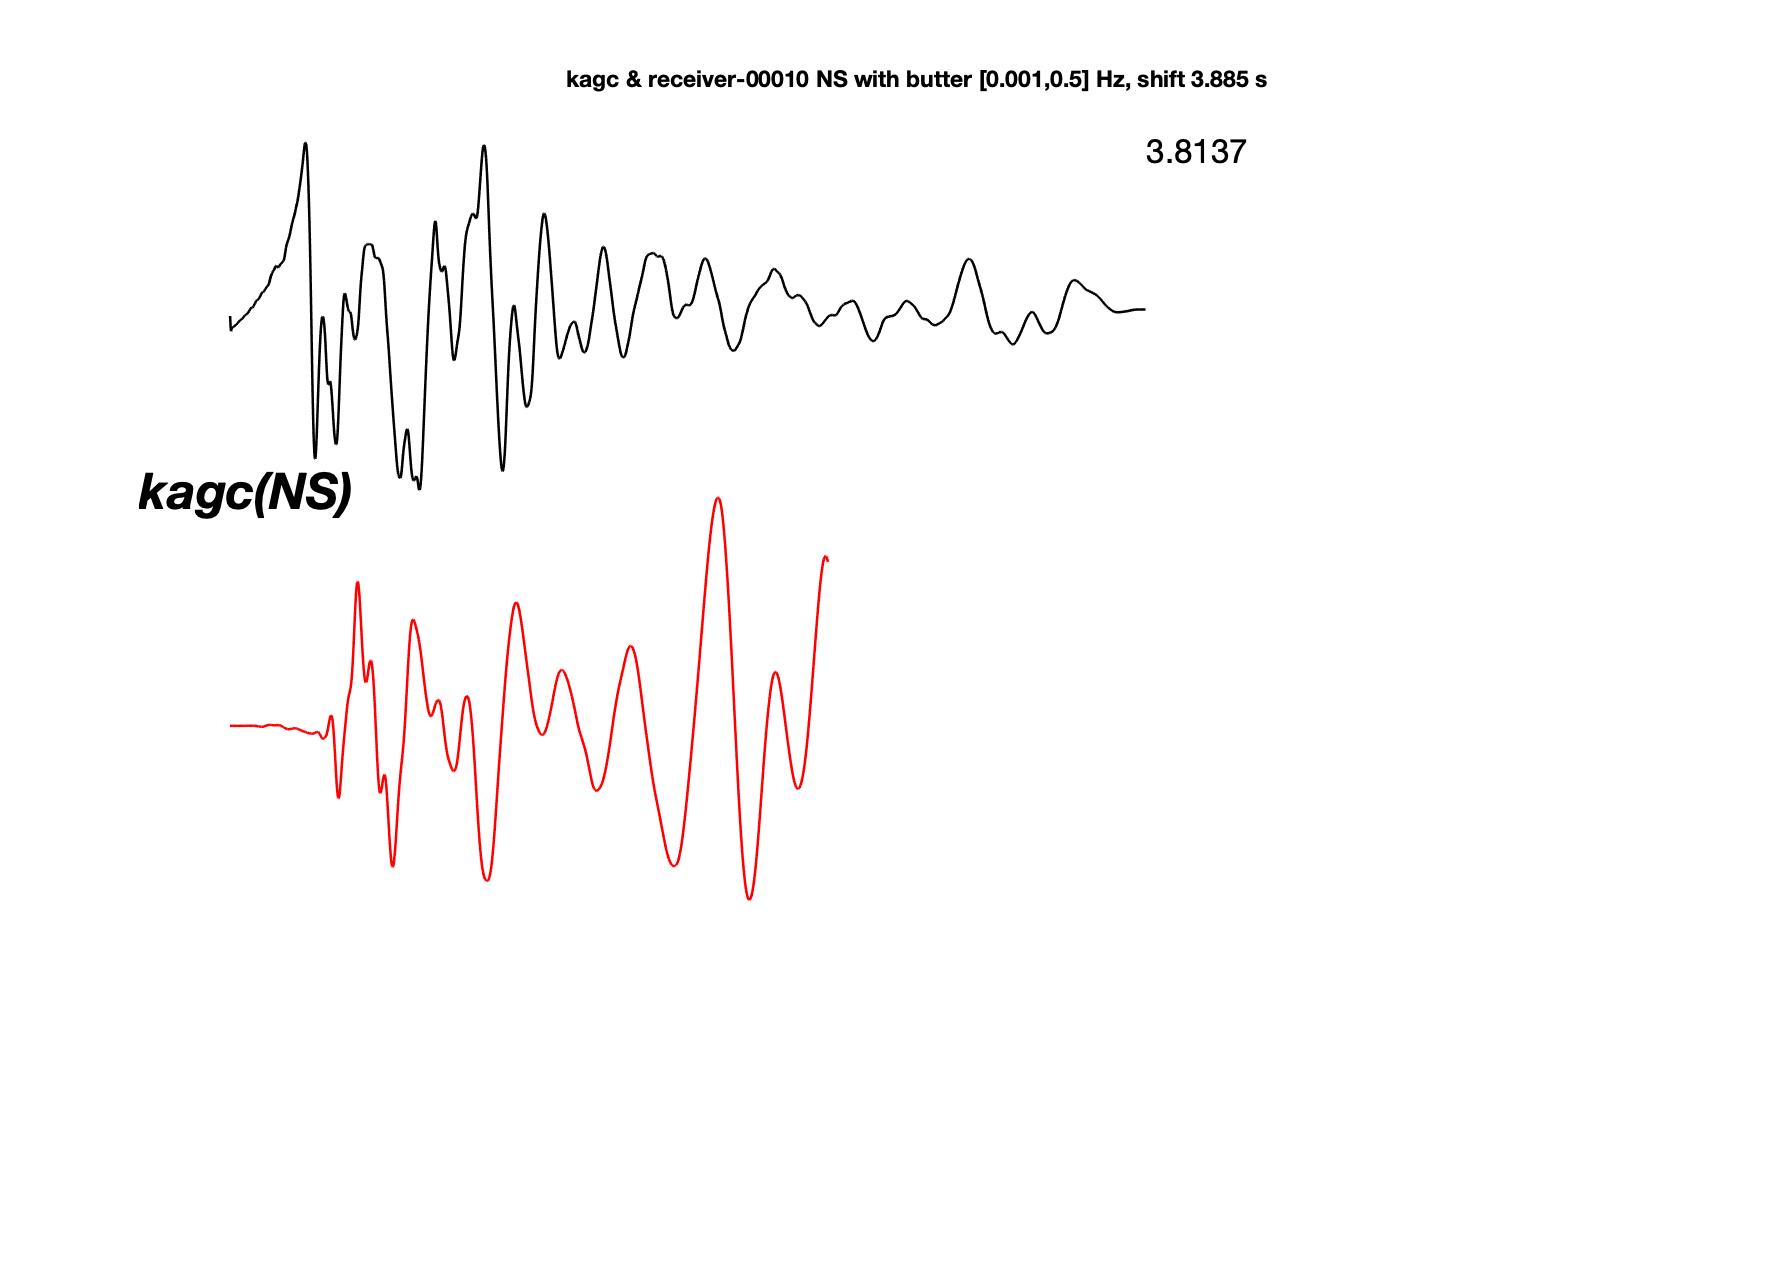 kagc & receiver-00010 NS with butter [0.001,0.5] Hz, shift 3.885 s
3.8137
kagc(NS)